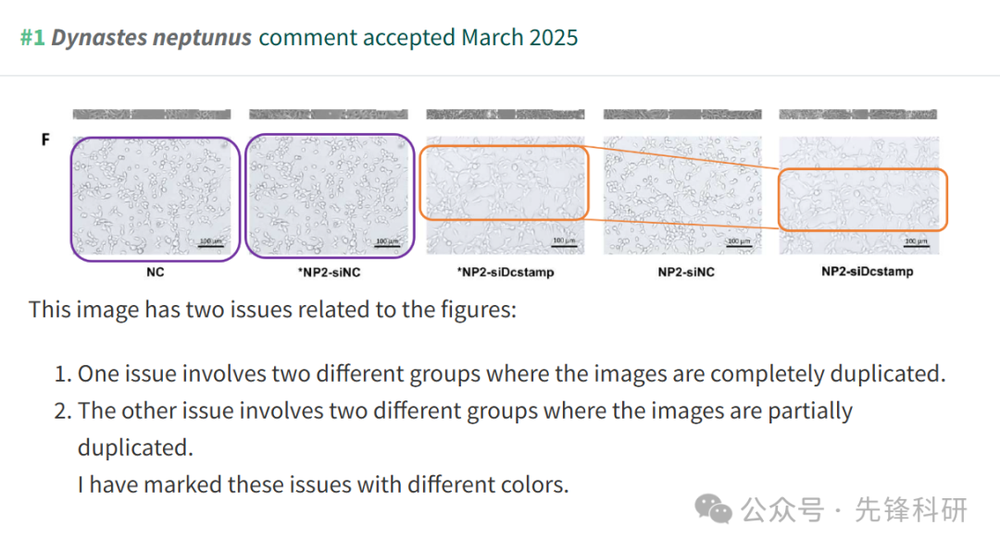 #1 Dynastes neptunus comment accepted March 2025
F
100 μm
100 μm
100 μm
100 μm
100 μm
NC
*NP2-siNC
*NP2-siDcstamp
NP2-siNC
NP2-siDcstamp
This image has two issues related to the figures:
1. One issue involves two different groups where the images are completely duplicated.
2. The other issue involves two different groups where the images are partially
duplicated.
I have marked these issues with different colors.
公众号 · 先锋科研